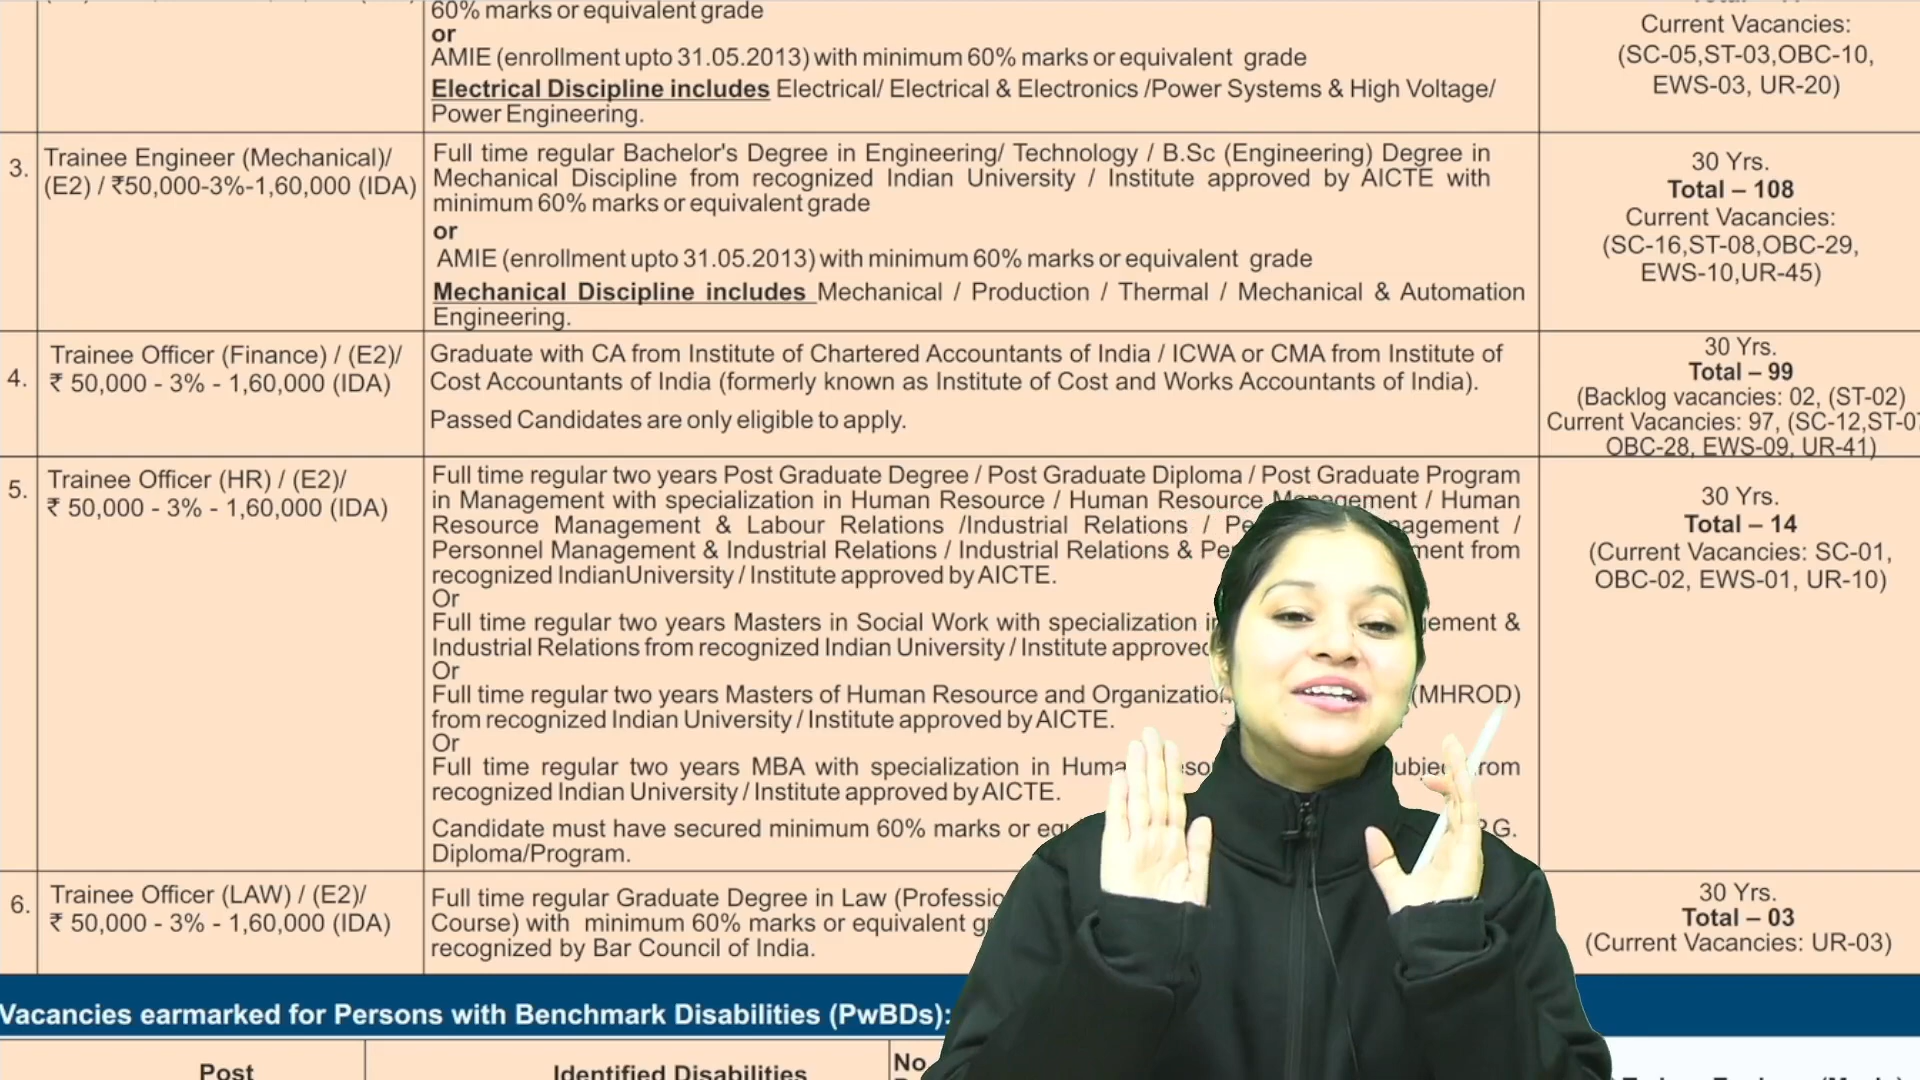 60% marks or equivalent grade
or
AMIE (enrollment upto 31.05.2013) with minimum 60% marks or equivalent grade
Electrical Discipline includes Electrical/ Electrical & Electronics /Power Systems & High Voltage/
Power Engineering.
Current Vacancies:
(SC-05,ST-03,OBC-10,
EWS-03, UR-20)
3.
Trainee Engineer (Mechanical)/
(E2) / ₹50,000-3%-1,60,000 (IDA)
Full time regular Bachelor's Degree in Engineering/ Technology / B.Sc (Engineering) Degree in
Mechanical Discipline from recognized Indian University / Institute approved by AICTE with
minimum 60% marks or equivalent grade
or
AMIE (enrollment upto 31.05.2013) with minimum 60% marks or equivalent grade
Mechanical Discipline includes Mechanical / Production / Thermal / Mechanical & Automation
Engineering.
30 Yrs.
Total – 108
Current Vacancies:
(SC-16,ST-08,OBC-29,
EWS-10,UR-45)
4.
Trainee Officer (Finance) / (E2)/
₹ 50,000 - 3% - 1,60,000 (IDA)
Graduate with CA from Institute of Chartered Accountants of India / ICWA or CMA from Institute of
Cost Accountants of India (formerly known as Institute of Cost and Works Accountants of India).
Passed Candidates are only eligible to apply.
30 Yrs.
Total – 99
(Backlog vacancies: 02, (ST-02)
Current Vacancies: 97, (SC-12,ST-07
OBC-28, EWS-09, UR-41)
5.
Trainee Officer (HR) / (E2)/
₹ 50,000 - 3% - 1,60,000 (IDA)
Full time regular two years Post Graduate Degree / Post Graduate Diploma / Post Graduate Program
in Management with specialization in Human Resource / Human Resource Management / Human
Resource Management & Labour Relations /Industrial Relations / /
Personnel Management & Industrial Relations / Industrial Relations & from
recognized IndianUniversity / Institute approved by AICTE.
Or
Full time regular two years Masters in Social Work with specialization &
Industrial Relations from recognized Indian University / Institute approved
Or
Full time regular two years Masters of Human Resource and (MHROD)
from recognized Indian University / Institute approved by AICTE.
Or
Full time regular two years MBA with specialization in Human from
recognized Indian University / Institute approved by AICTE.
Candidate must have secured minimum 60% marks or P.G.
Diploma/Program.
30 Yrs.
Total – 14
(Current Vacancies: SC-01,
OBC-02, EWS-01, UR-10)
6.
Trainee Officer (LAW) / (E2)/
₹ 50,000 - 3% - 1,60,000 (IDA)
Full time regular Graduate Degree in Law
Course) with minimum 60% marks or equivalent
recognized by Bar Council of India.
30 Yrs.
Total – 03
(Current Vacancies: UR-03)
Vacancies earmarked for Persons with Benchmark Disabilities (PwBDs):
Post
Identified Disabilities
No